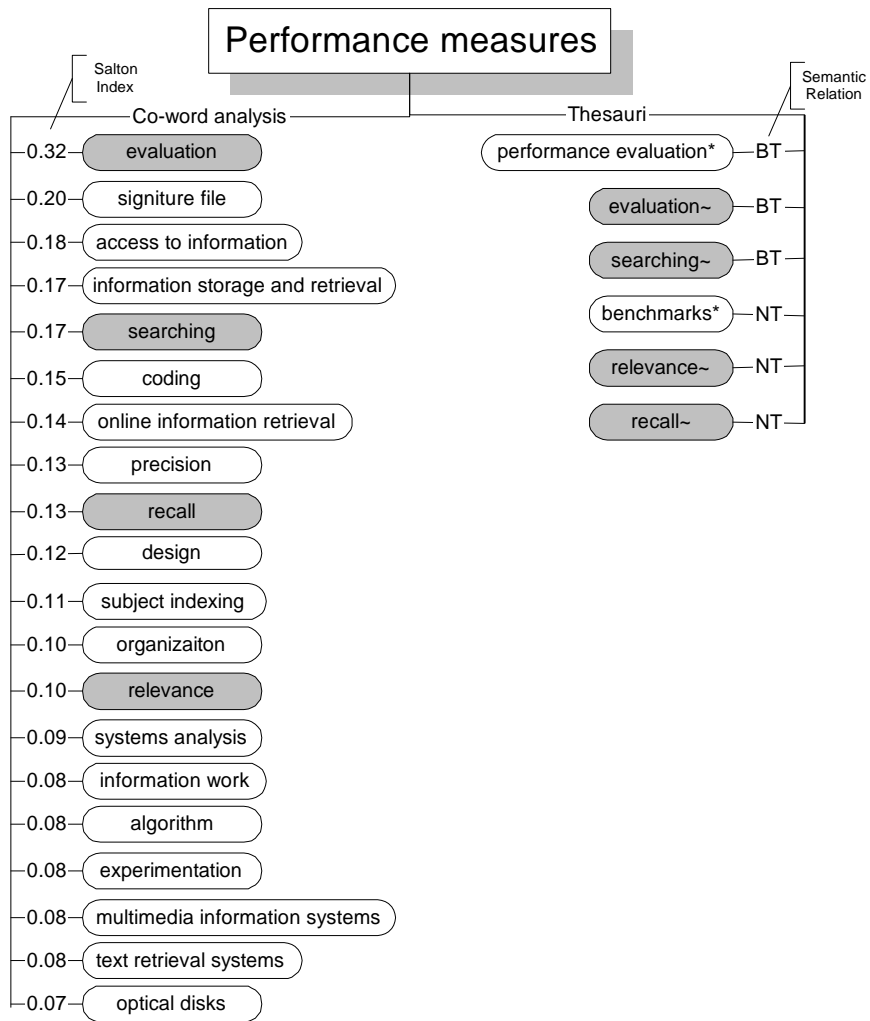 Performance measures
Salton
Index
Semantic
Relation
Co-word analysis
Thesauri
0.32 evaluation
performance evaluation* BT
0.20 signiture file
evaluation~ BT
0.18 access to information
searching~ BT
0.17 information storage and retrieval
benchmarks* NT
0.17 searching
relevance~ NT
0.15 coding
recall~ NT
0.14 online information retrieval
0.13 precision
0.13 recall
0.12 design
0.11 subject indexing
0.10 organizaiton
0.10 relevance
0.09 systems analysis
0.08 information work
0.08 algorithm
0.08 experimentation
0.08 multimedia information systems
0.08 text retrieval systems
0.07 optical disks